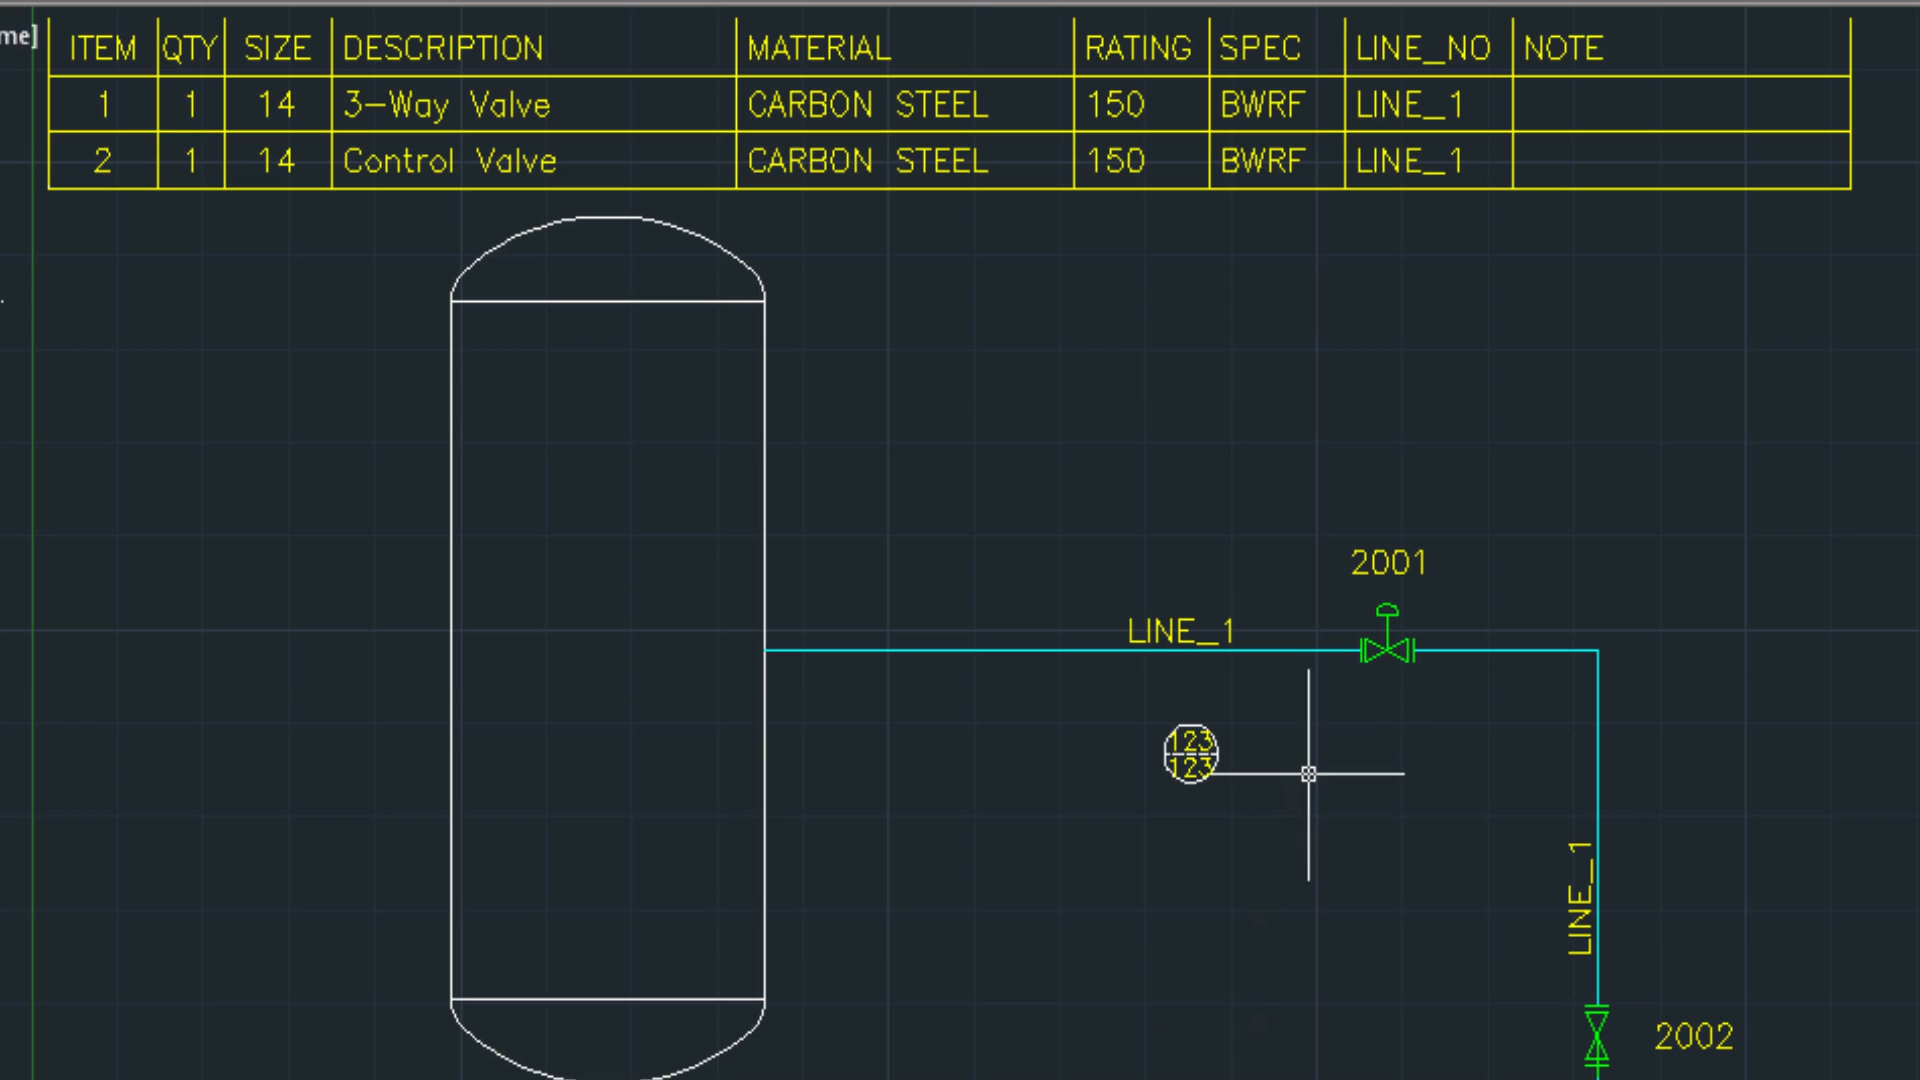 me]
ITEM QTY SIZE DESCRIPTION MATERIAL RATING SPEC LINE_NO NOTE
1 1 14 3-Way Valve CARBON STEEL 150 BWRF LINE_1
2 1 14 Control Valve CARBON STEEL 150 BWRF LINE_1
2001
LINE_1
123
123
LINE_1
2002